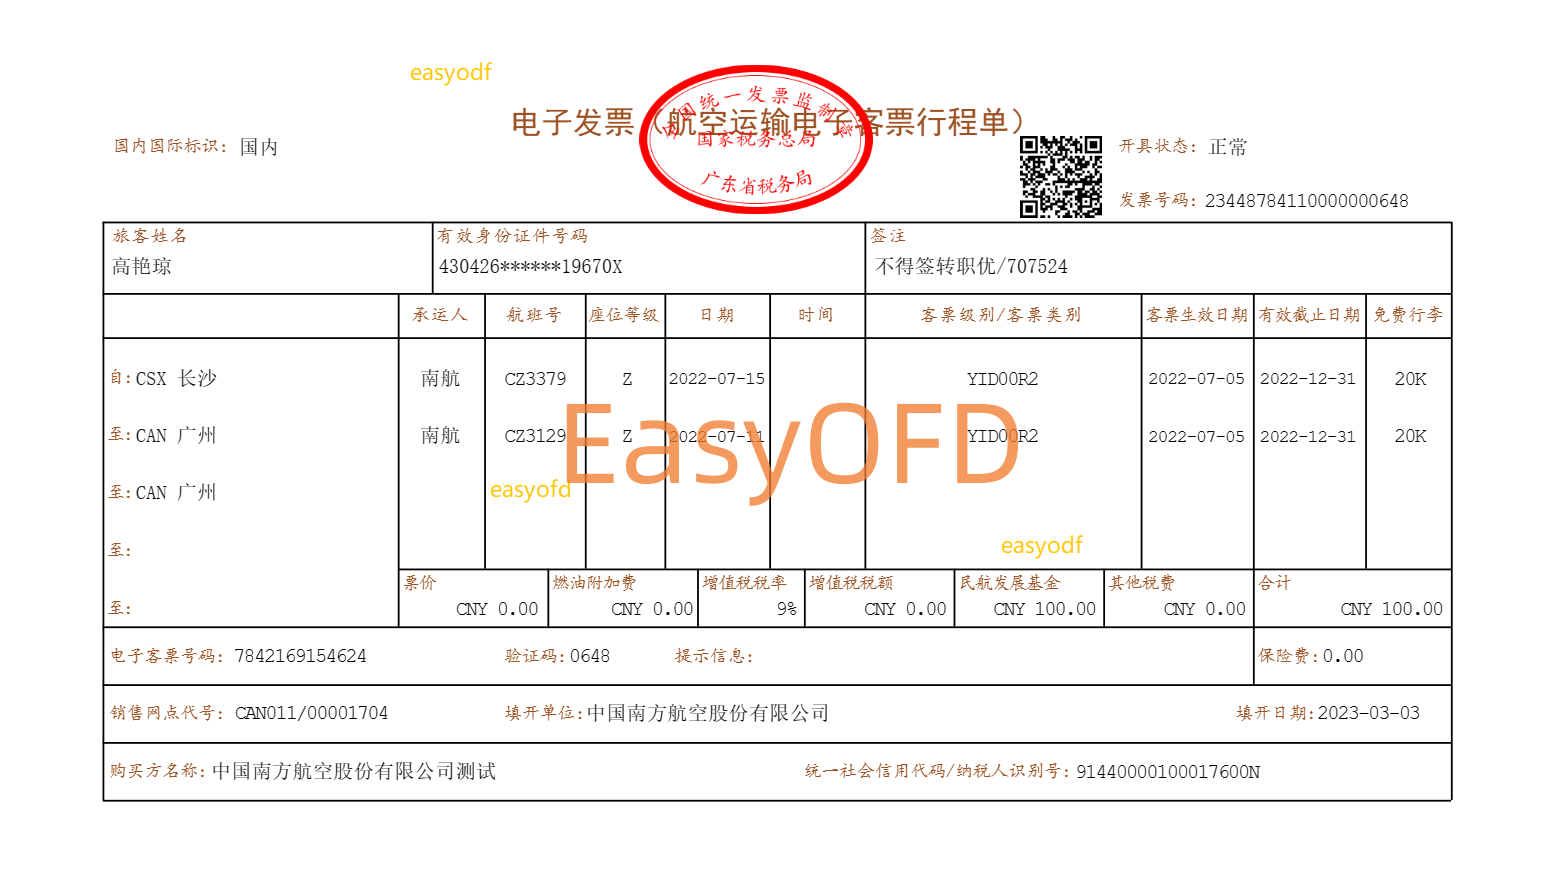 easyodf
电子发票（航空运输电子客票行程单）
中国统一发票监制章
国家税务总局
广东省税务局
国内国际标识： 国内
开具状态： 正常
发票号码： 23448784110000000648
旅客姓名 有效身份证件号码 签注
高艳琼 430426******19670X 不得签转职优/707524
承运人 航班号 座位等级 日期 时间 客票级别/客票类别 客票生效日期 有效截止日期 免费行李
自: CSX 长沙 南航 CZ3379 Z 2022-07-15 YID00R2 2022-07-05 2022-12-31 20K
至: CAN 广州 南航 CZ3129 Z 2022-07-11 YID00R2 2022-07-05 2022-12-31 20K
EasyOFD
至: CAN 广州
easyofd
至:
easyodf
票价 燃油附加费 增值税税率 增值税税额 民航发展基金 其他税费 合计
至: CNY 0.00 CNY 0.00 9% CNY 0.00 CNY 100.00 CNY 0.00 CNY 100.00
电子客票号码: 7842169154624 验证码: 0648 提示信息: 保险费: 0.00
销售网点代号: CAN011/00001704 填开单位: 中国南方航空股份有限公司 填开日期: 2023-03-03
购买方名称: 中国南方航空股份有限公司测试 统一社会信用代码/纳税人识别号: 91440000100017600N